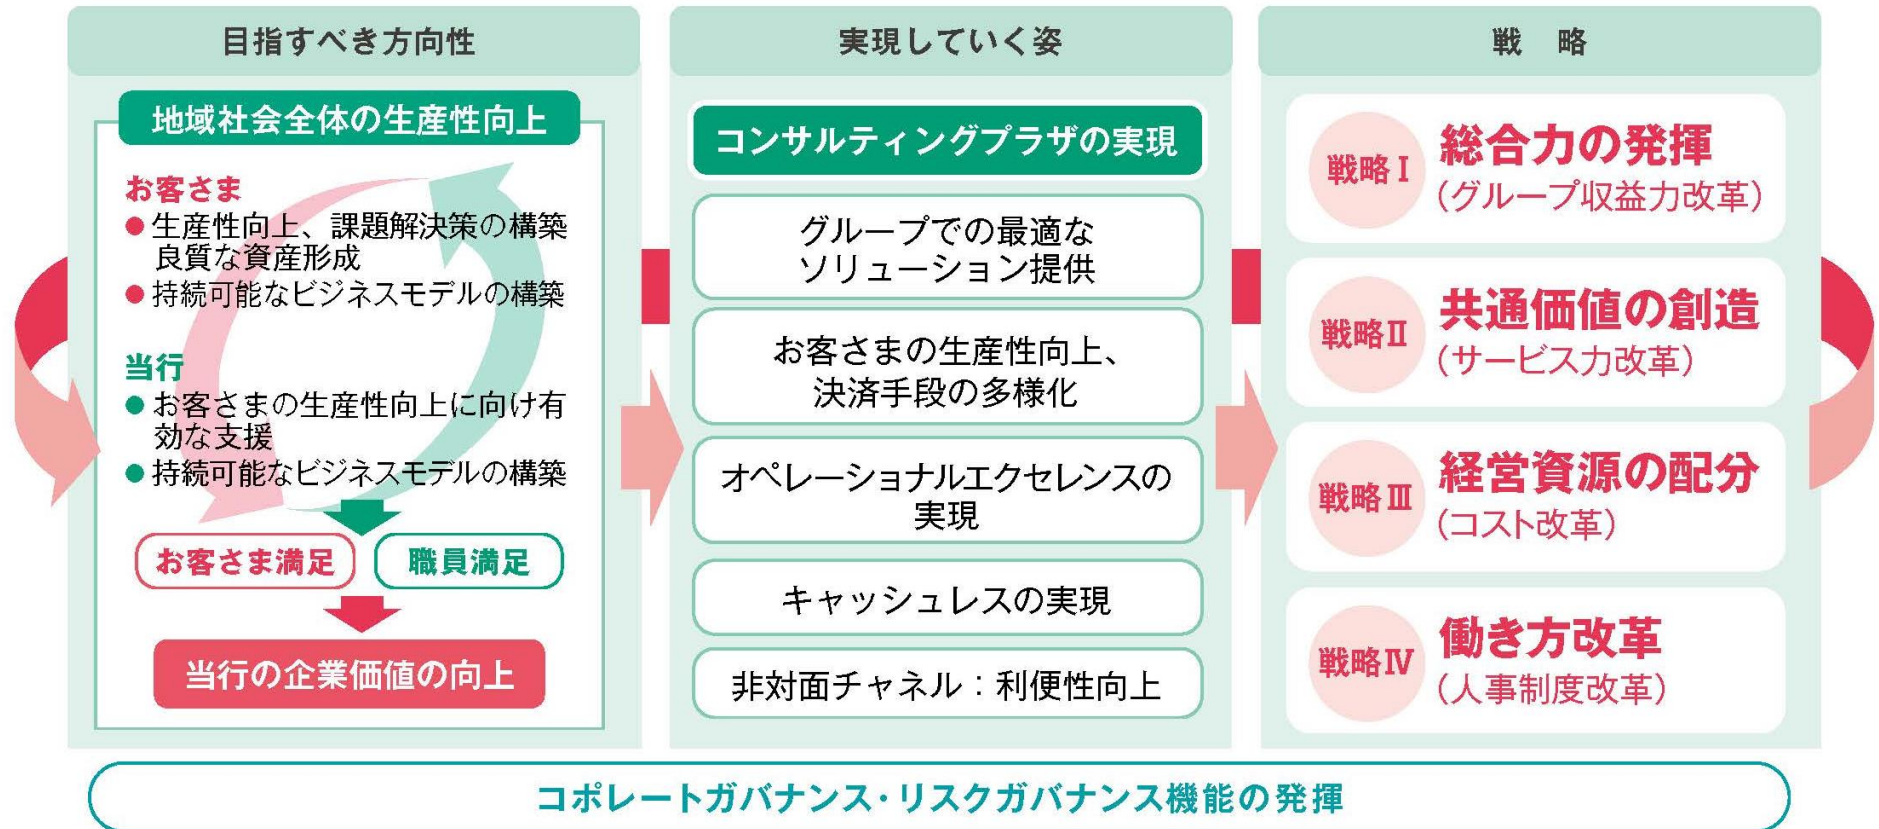 目指すべき方向性
地域社会全体の生産性向上
お客さま
● 生産性向上、課題解決策の構築
良質な資産形成
● 持続可能なビジネスモデルの構築
当行
● お客さまの生産性向上に向け有
効な支援
● 持続可能なビジネスモデルの構築
お客さま満足
職員満足
当行の企業価値の向上
実現していく姿
コンサルティングプラザの実現
グループでの最適な
ソリューション提供
お客さまの生産性向上、
決済手段の多様化
オペレーショナルエクセレンスの
実現
キャッシュレスの実現
非対面チャネル：利便性向上
戦　略
戦略Ⅰ
総合力の発揮
（グループ収益力改革）
戦略Ⅱ
共通価値の創造
（サービス力改革）
戦略Ⅲ
経営資源の配分
（コスト改革）
戦略Ⅳ
働き方改革
（人事制度改革）
コポレートガバナンス・リスクガバナンス機能の発揮